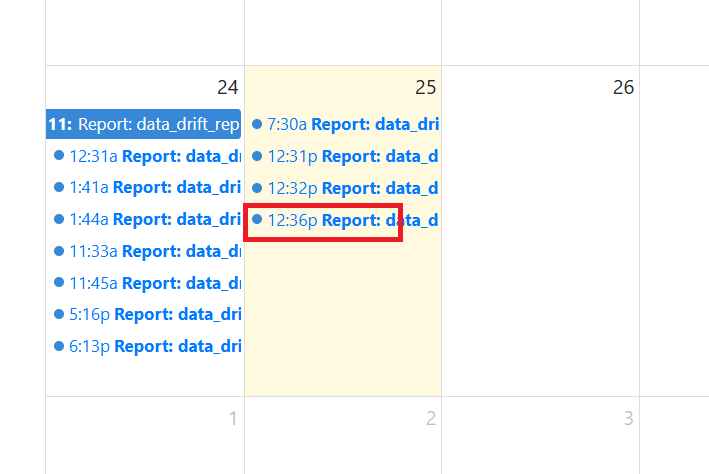 24
11: Report: data_drift_rep
12:31a Report: data_dri
1:41a Report: data_dri
1:44a Report: data_dri
11:33a Report: data_dri
11:45a Report: data_dri
5:16p Report: data_dri
6:13p Report: data_dri
25
7:30a Report: data_dri
12:31p Report: data_d
12:32p Report: data_d
12:36p Report: data_d
26
1
2
3